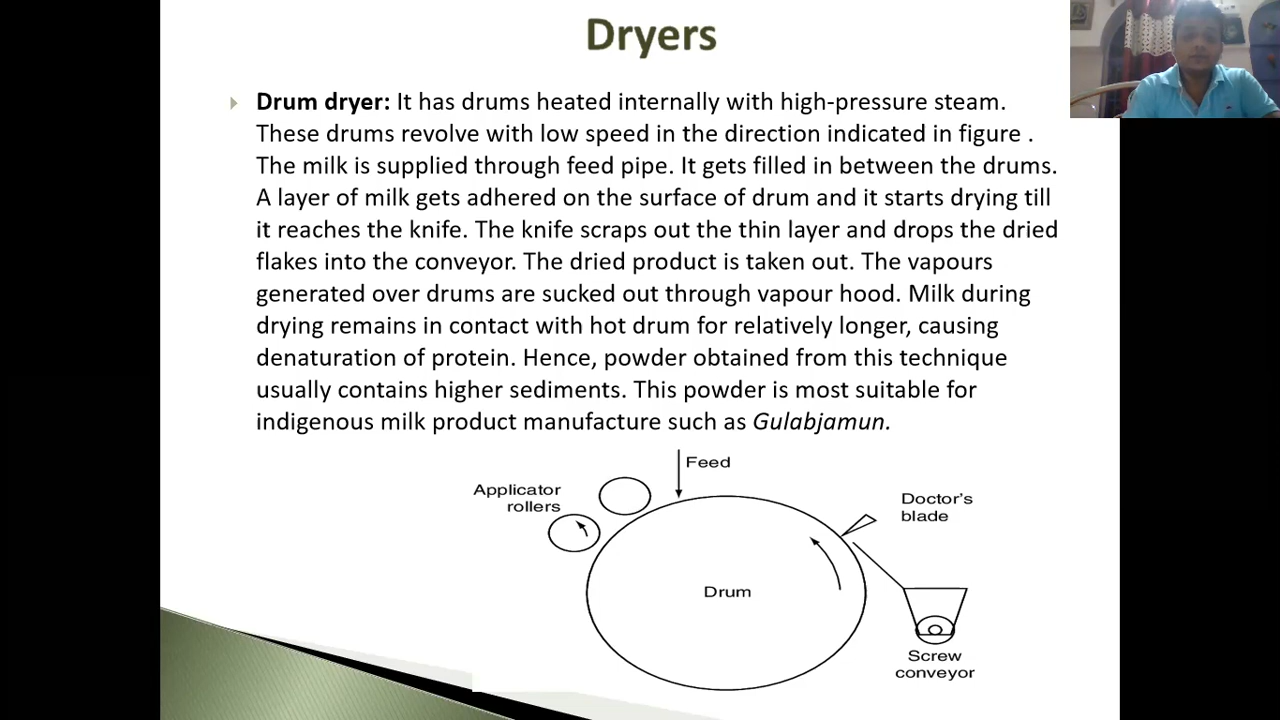 Dryers
Drum dryer: It has drums heated internally with high-pressure steam.
These drums revolve with low speed in the direction indicated in figure .
The milk is supplied through feed pipe. It gets filled in between the drums.
A layer of milk gets adhered on the surface of drum and it starts drying till
it reaches the knife. The knife scraps out the thin layer and drops the dried
flakes into the conveyor. The dried product is taken out. The vapours
generated over drums are sucked out through vapour hood. Milk during
drying remains in contact with hot drum for relatively longer, causing
denaturation of protein. Hence, powder obtained from this technique
usually contains higher sediments. This powder is most suitable for
indigenous milk product manufacture such as Gulabjamun.
Feed
Applicator
rollers
Doctor's
blade
Drum
Screw
conveyor